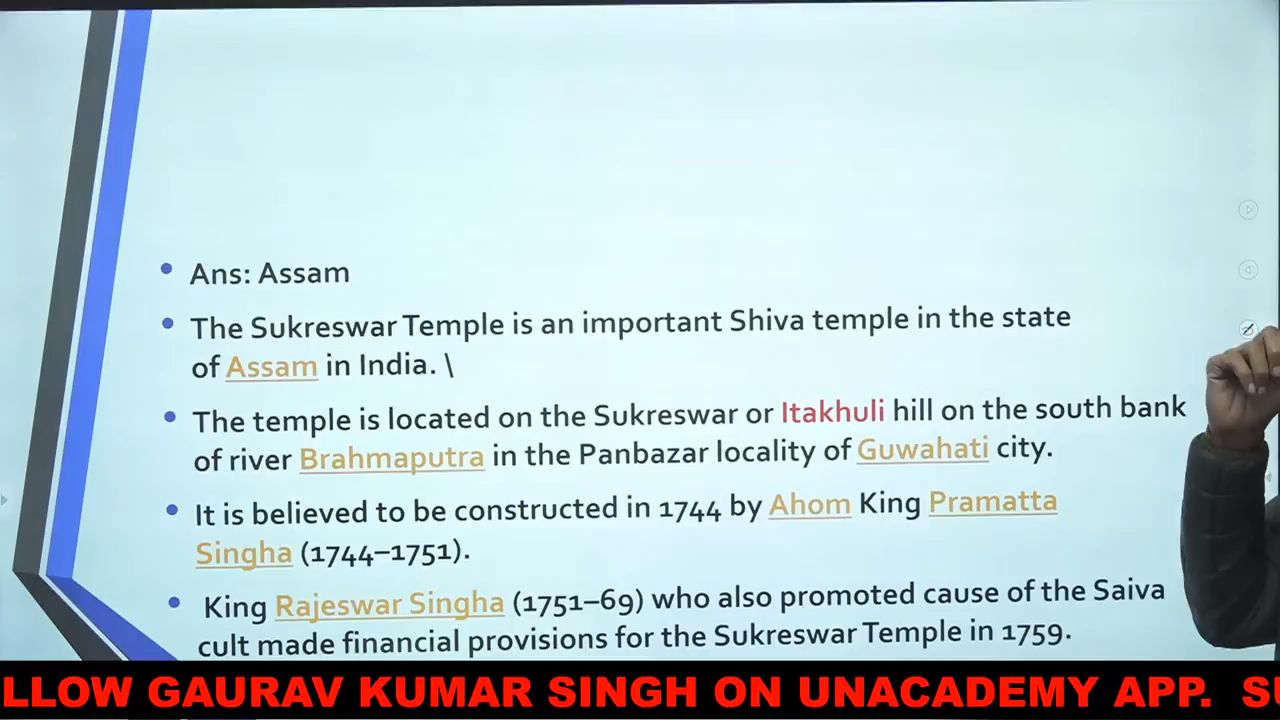 Ans: Assam
The Sukreswar Temple is an important Shiva temple in the state
of Assam in India. \
The temple is located on the Sukreswar or Itakhuli hill on the south bank
of river Brahmaputra in the Panbazar locality of Guwahati city.
It is believed to be constructed in 1744 by Ahom King Pramatta
Singha (1744–1751).
King Rajeswar Singha (1751–69) who also promoted cause of the Saiva
cult made financial provisions for the Sukreswar Temple in 1759.
LLOW GAURAV KUMAR SINGH ON UNACADEMY APP.